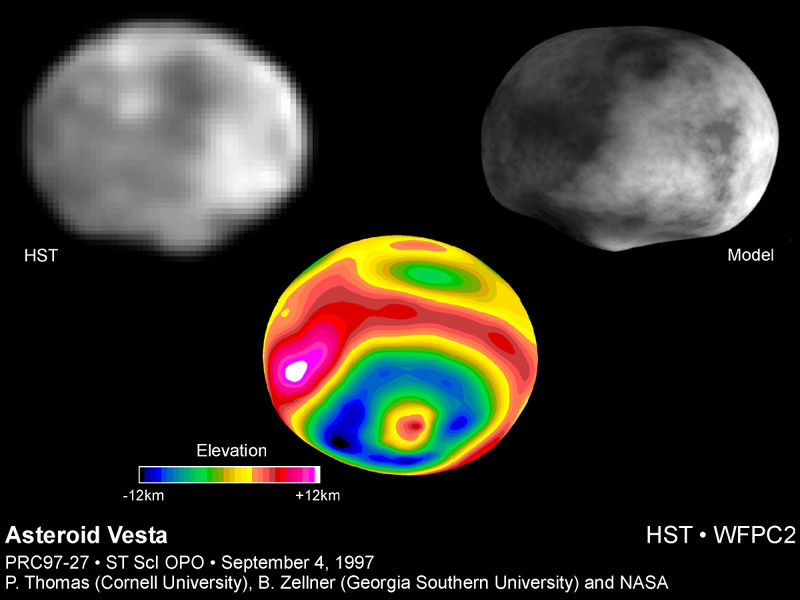 HST
Model
Elevation
-12km
+12km
Asteroid Vesta
HST • WFPC2
PRC97-27 • ST ScI OPO • September 4, 1997
P. Thomas (Cornell University), B. Zellner (Georgia Southern University) and NASA